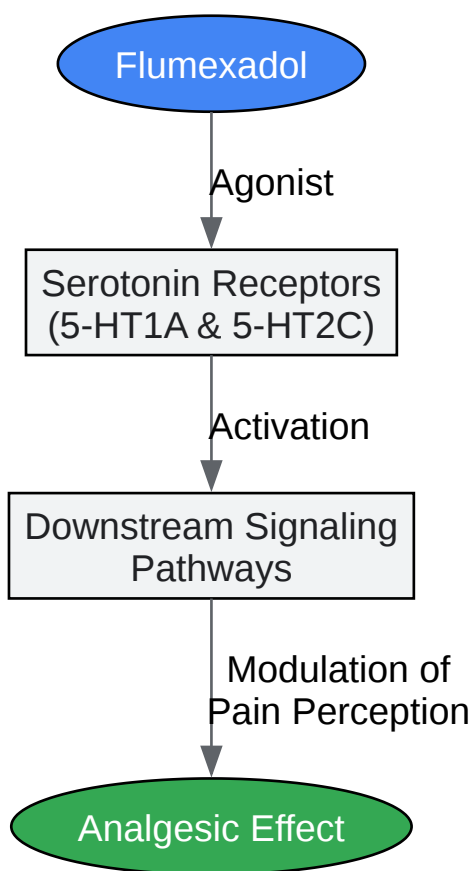 Flumexadol
Agonist
Serotonin Receptors
(5-HT1A & 5-HT2C)
Activation
Downstream Signaling
Pathways
Modulation of
Pain Perception
Analgesic Effect